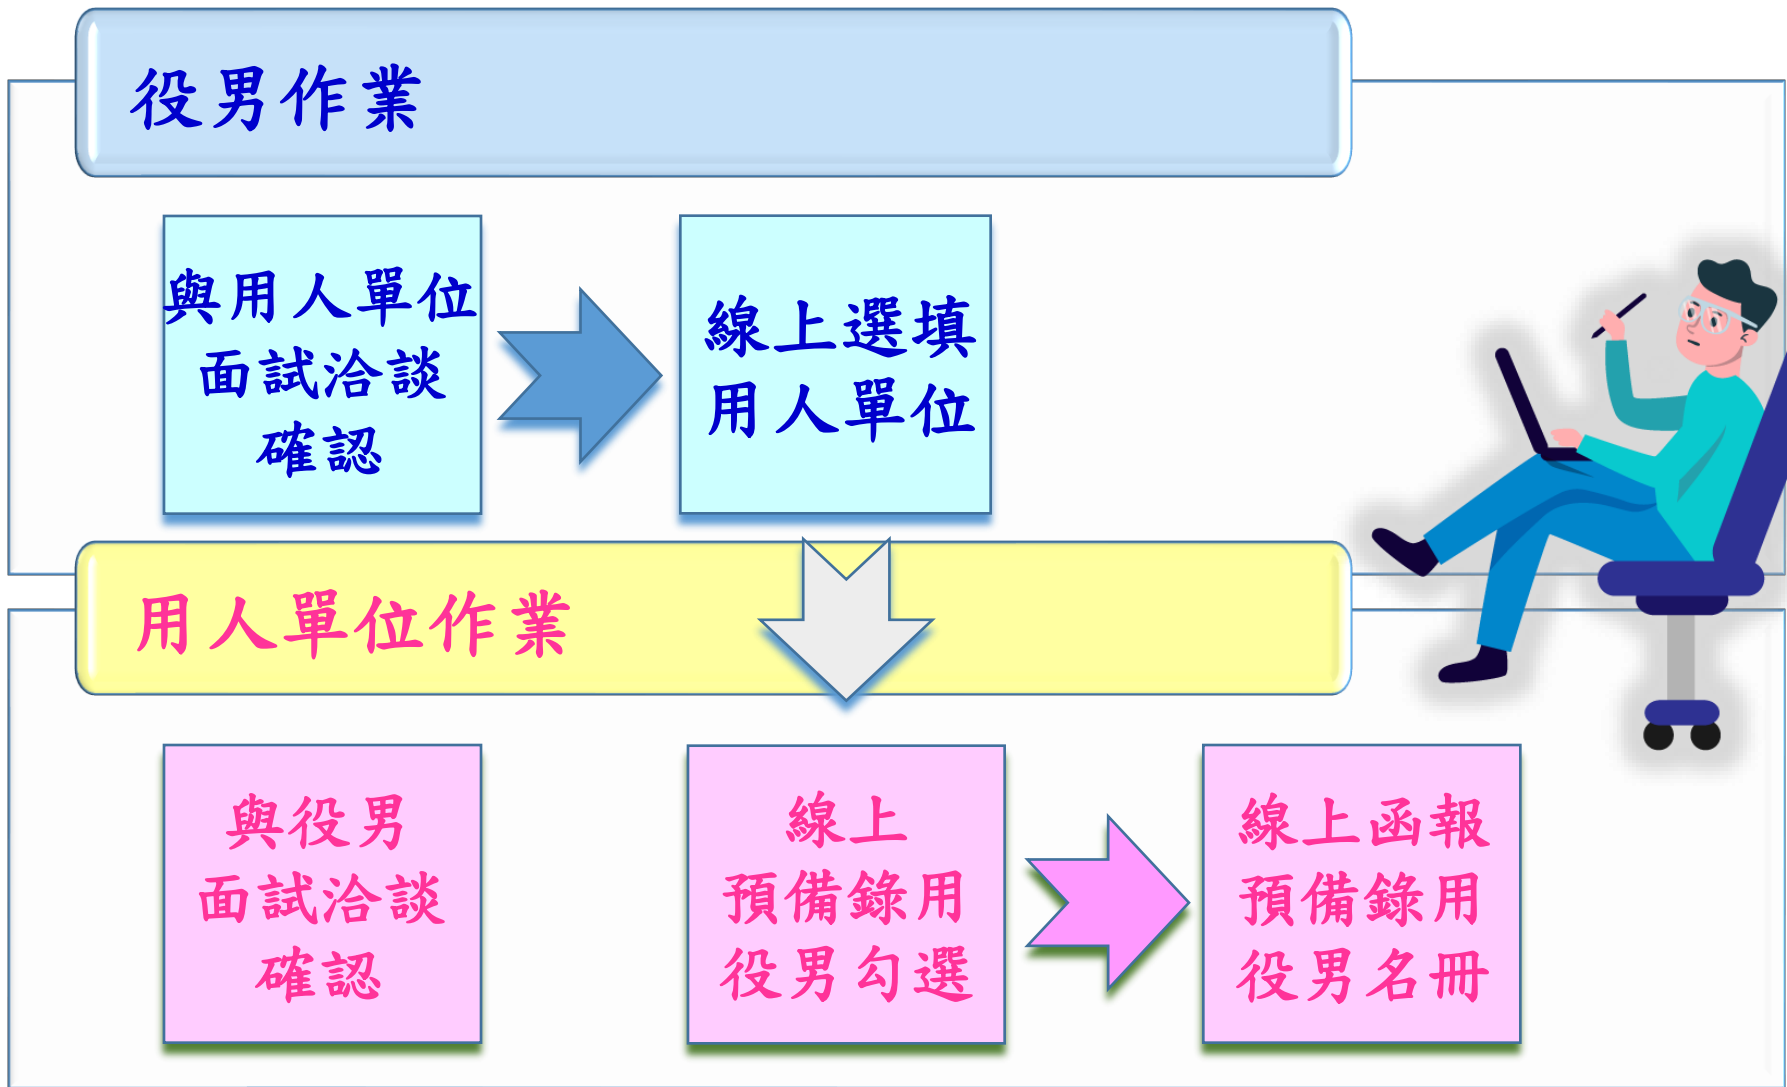 役男作業
與用人單位
面試洽談
確認
線上選填
用人單位
用人單位作業
與役男
面試洽談
確認
線上
預備錄用
役男勾選
線上函報
預備錄用
役男名冊